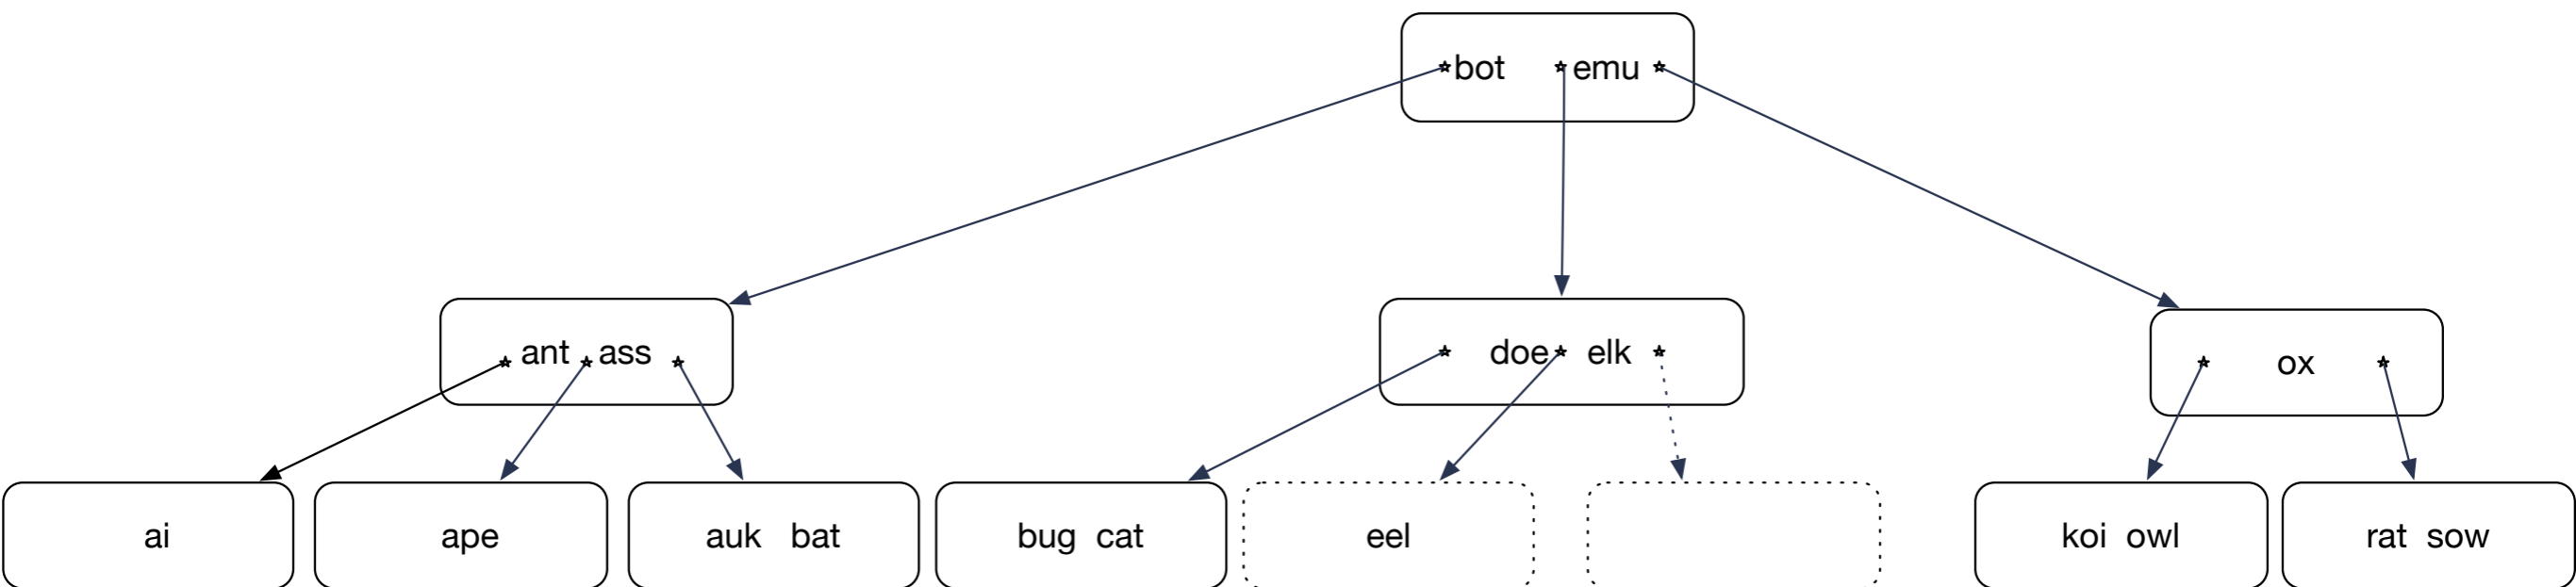 bot emu
ant ass
doe elk
ox
ai
ape
auk bat
bug cat
eel
koi owl
rat sow